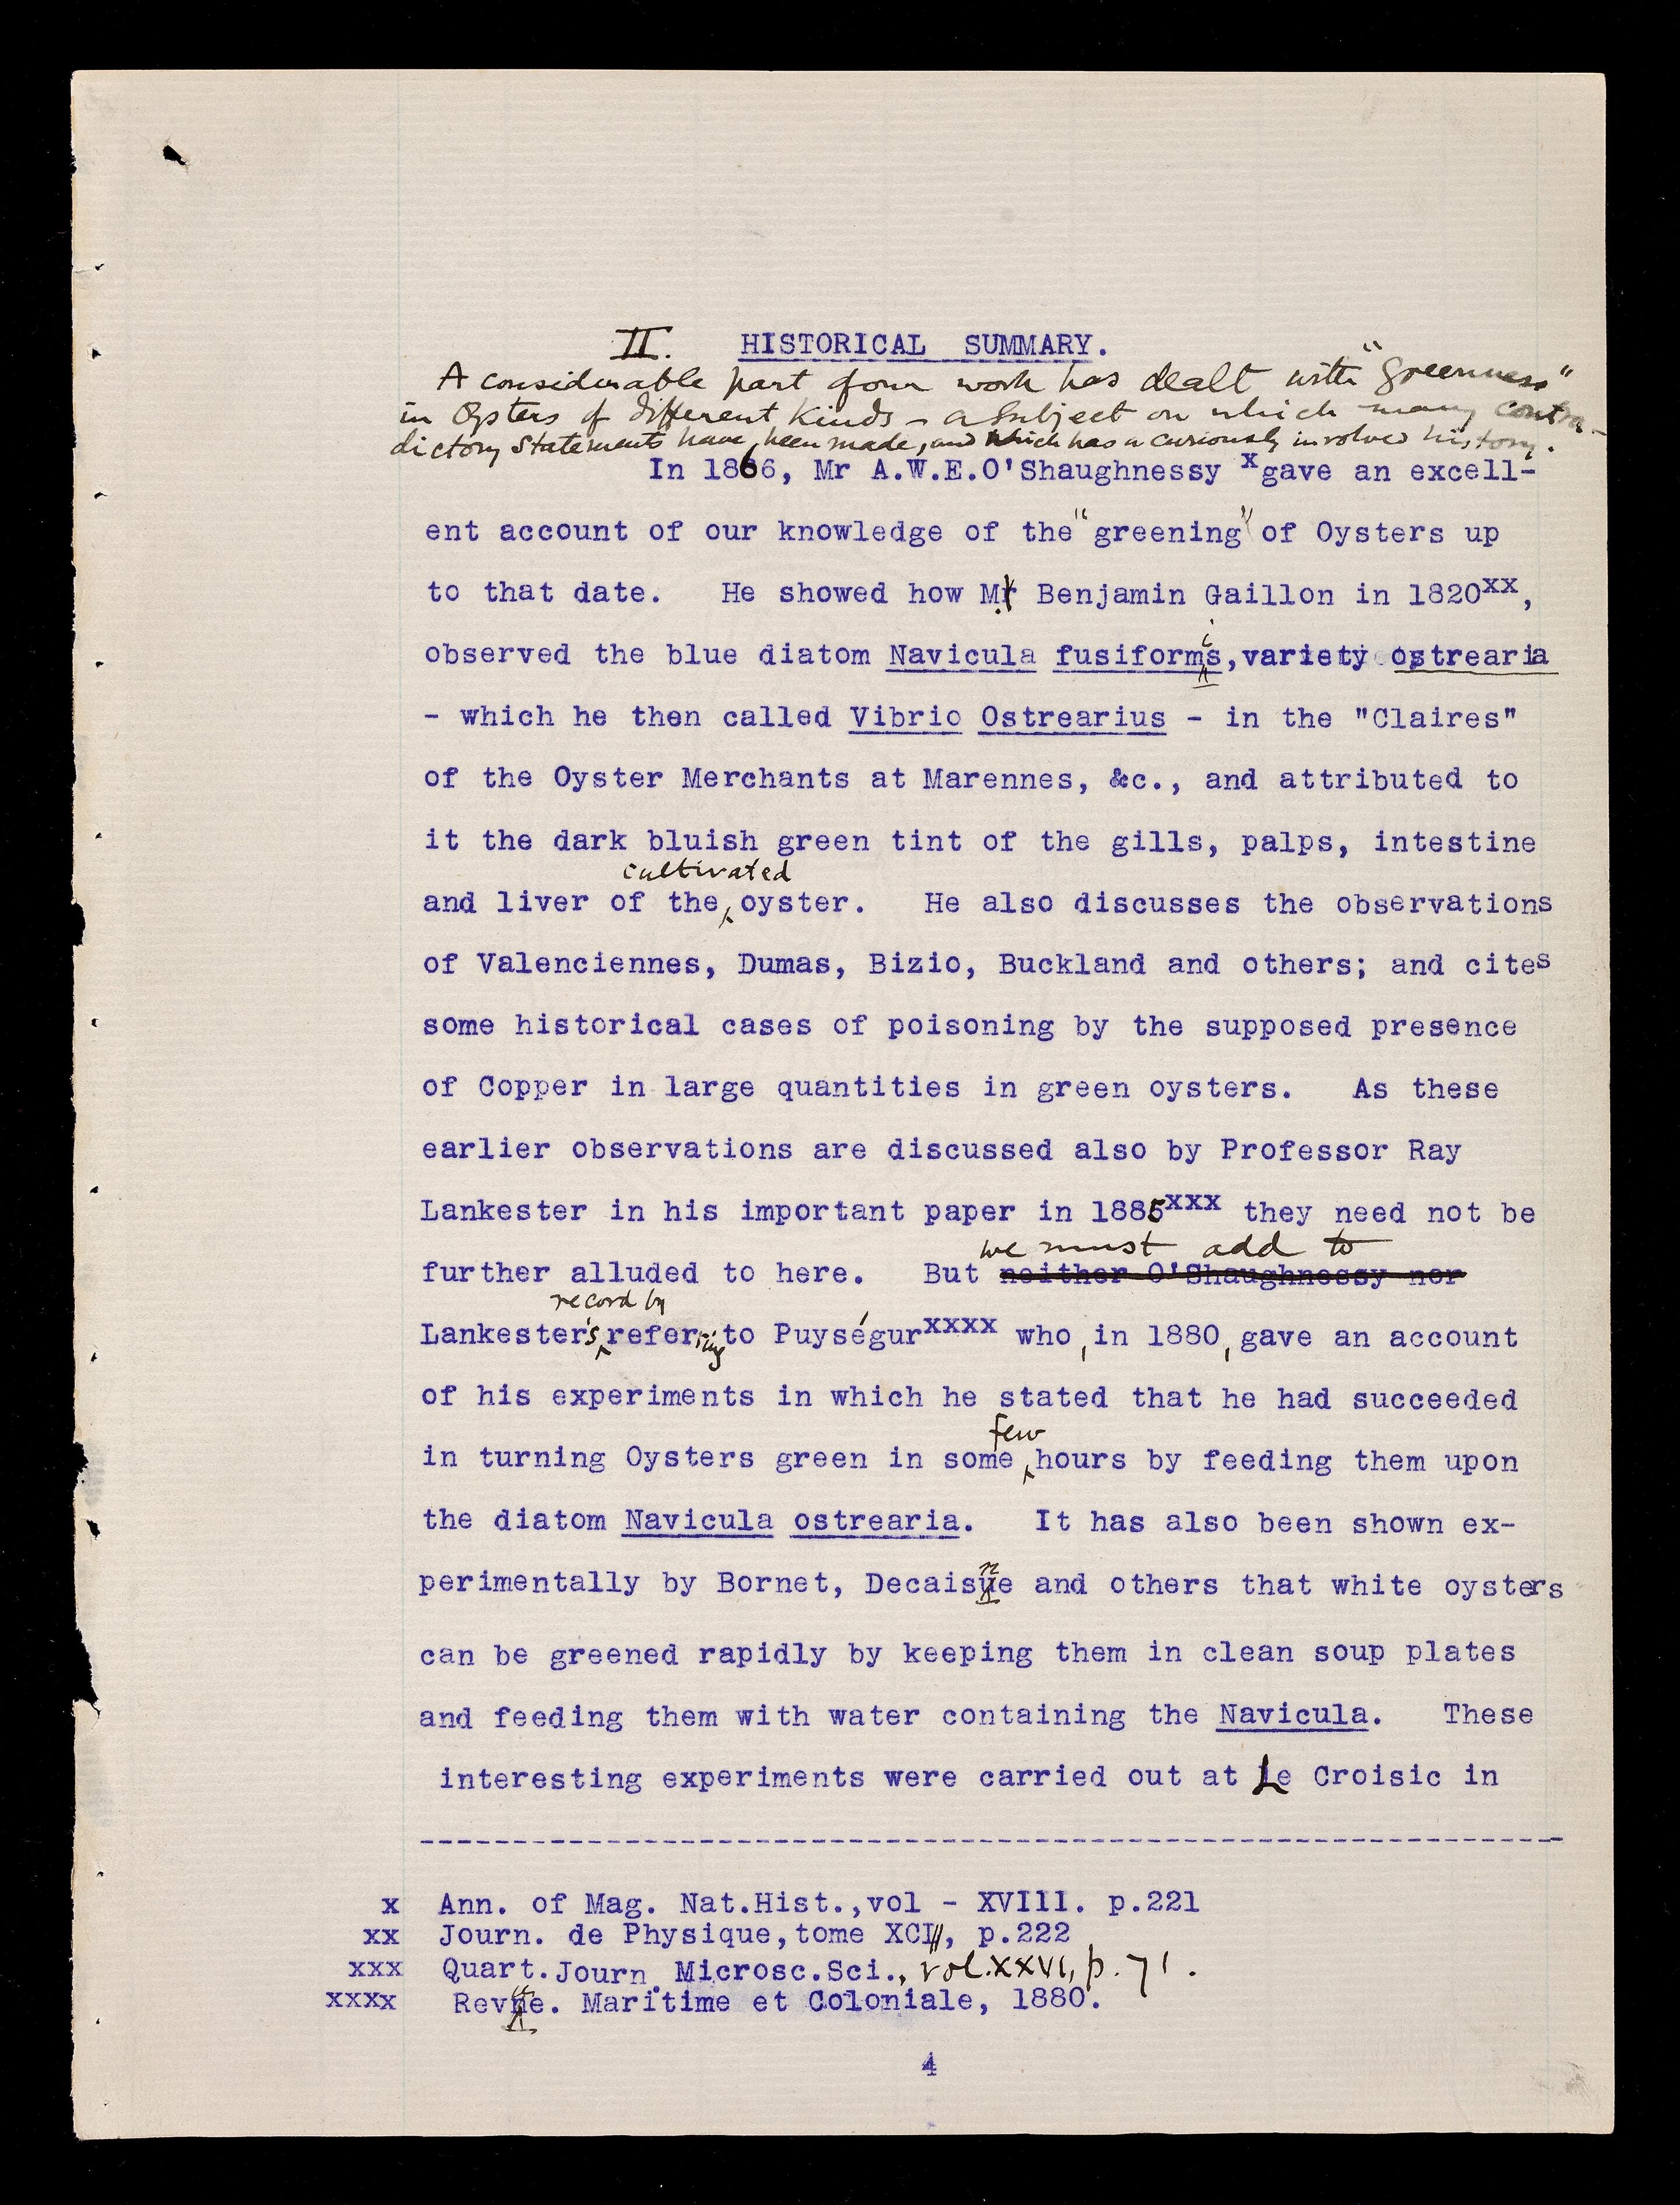 II. HISTORICAL SUMMARY.
A considerable part of our work has dealt with "greenness"
in Oysters of different kinds - a subject on which many contra-
dictory statements have been made, and which has a curiously involved history.
In 1866, Mr A.W.E.O'Shaughnessy x gave an excell-
ent account of our knowledge of the "greening" of Oysters up
to that date. He showed how M. Benjamin Gaillon in 1820xx,
observed the blue diatom Navicula fusiformis, variety ostrearia
- which he then called Vibrio Ostrearius - in the "Claires"
of the Oyster Merchants at Marennes, &c., and attributed to
it the dark bluish green tint of the gills, palps, intestine
cultivated
and liver of the oyster. He also discusses the observations
of Valenciennes, Dumas, Bizio, Buckland and others; and cites
some historical cases of poisoning by the supposed presence
of Copper in large quantities in green oysters. As these
earlier observations are discussed also by Professor Ray
Lankester in his important paper in 1885xxx they need not be
we must add to
further alluded to here. But neither O'Shaughnessy nor
record by
Lankester's refering to Puységur xxxx who, in 1880, gave an account
of his experiments in which he stated that he had succeeded
few
in turning Oysters green in some hours by feeding them upon
the diatom Navicula ostrearia. It has also been shown ex-
perimentally by Bornet, Decaisne and others that white oysters
can be greened rapidly by keeping them in clean soup plates
and feeding them with water containing the Navicula. These
interesting experiments were carried out at Le Croisic in
x Ann. of Mag. Nat.Hist.,vol - XVIII. p.221
xx Journ. de Physique, tome XCI, p.222
xxx Quart. Journ. Microsc.Sci., vol. XXVI, p. 71.
xxxx Revue. Maritime et Coloniale, 1880.
4